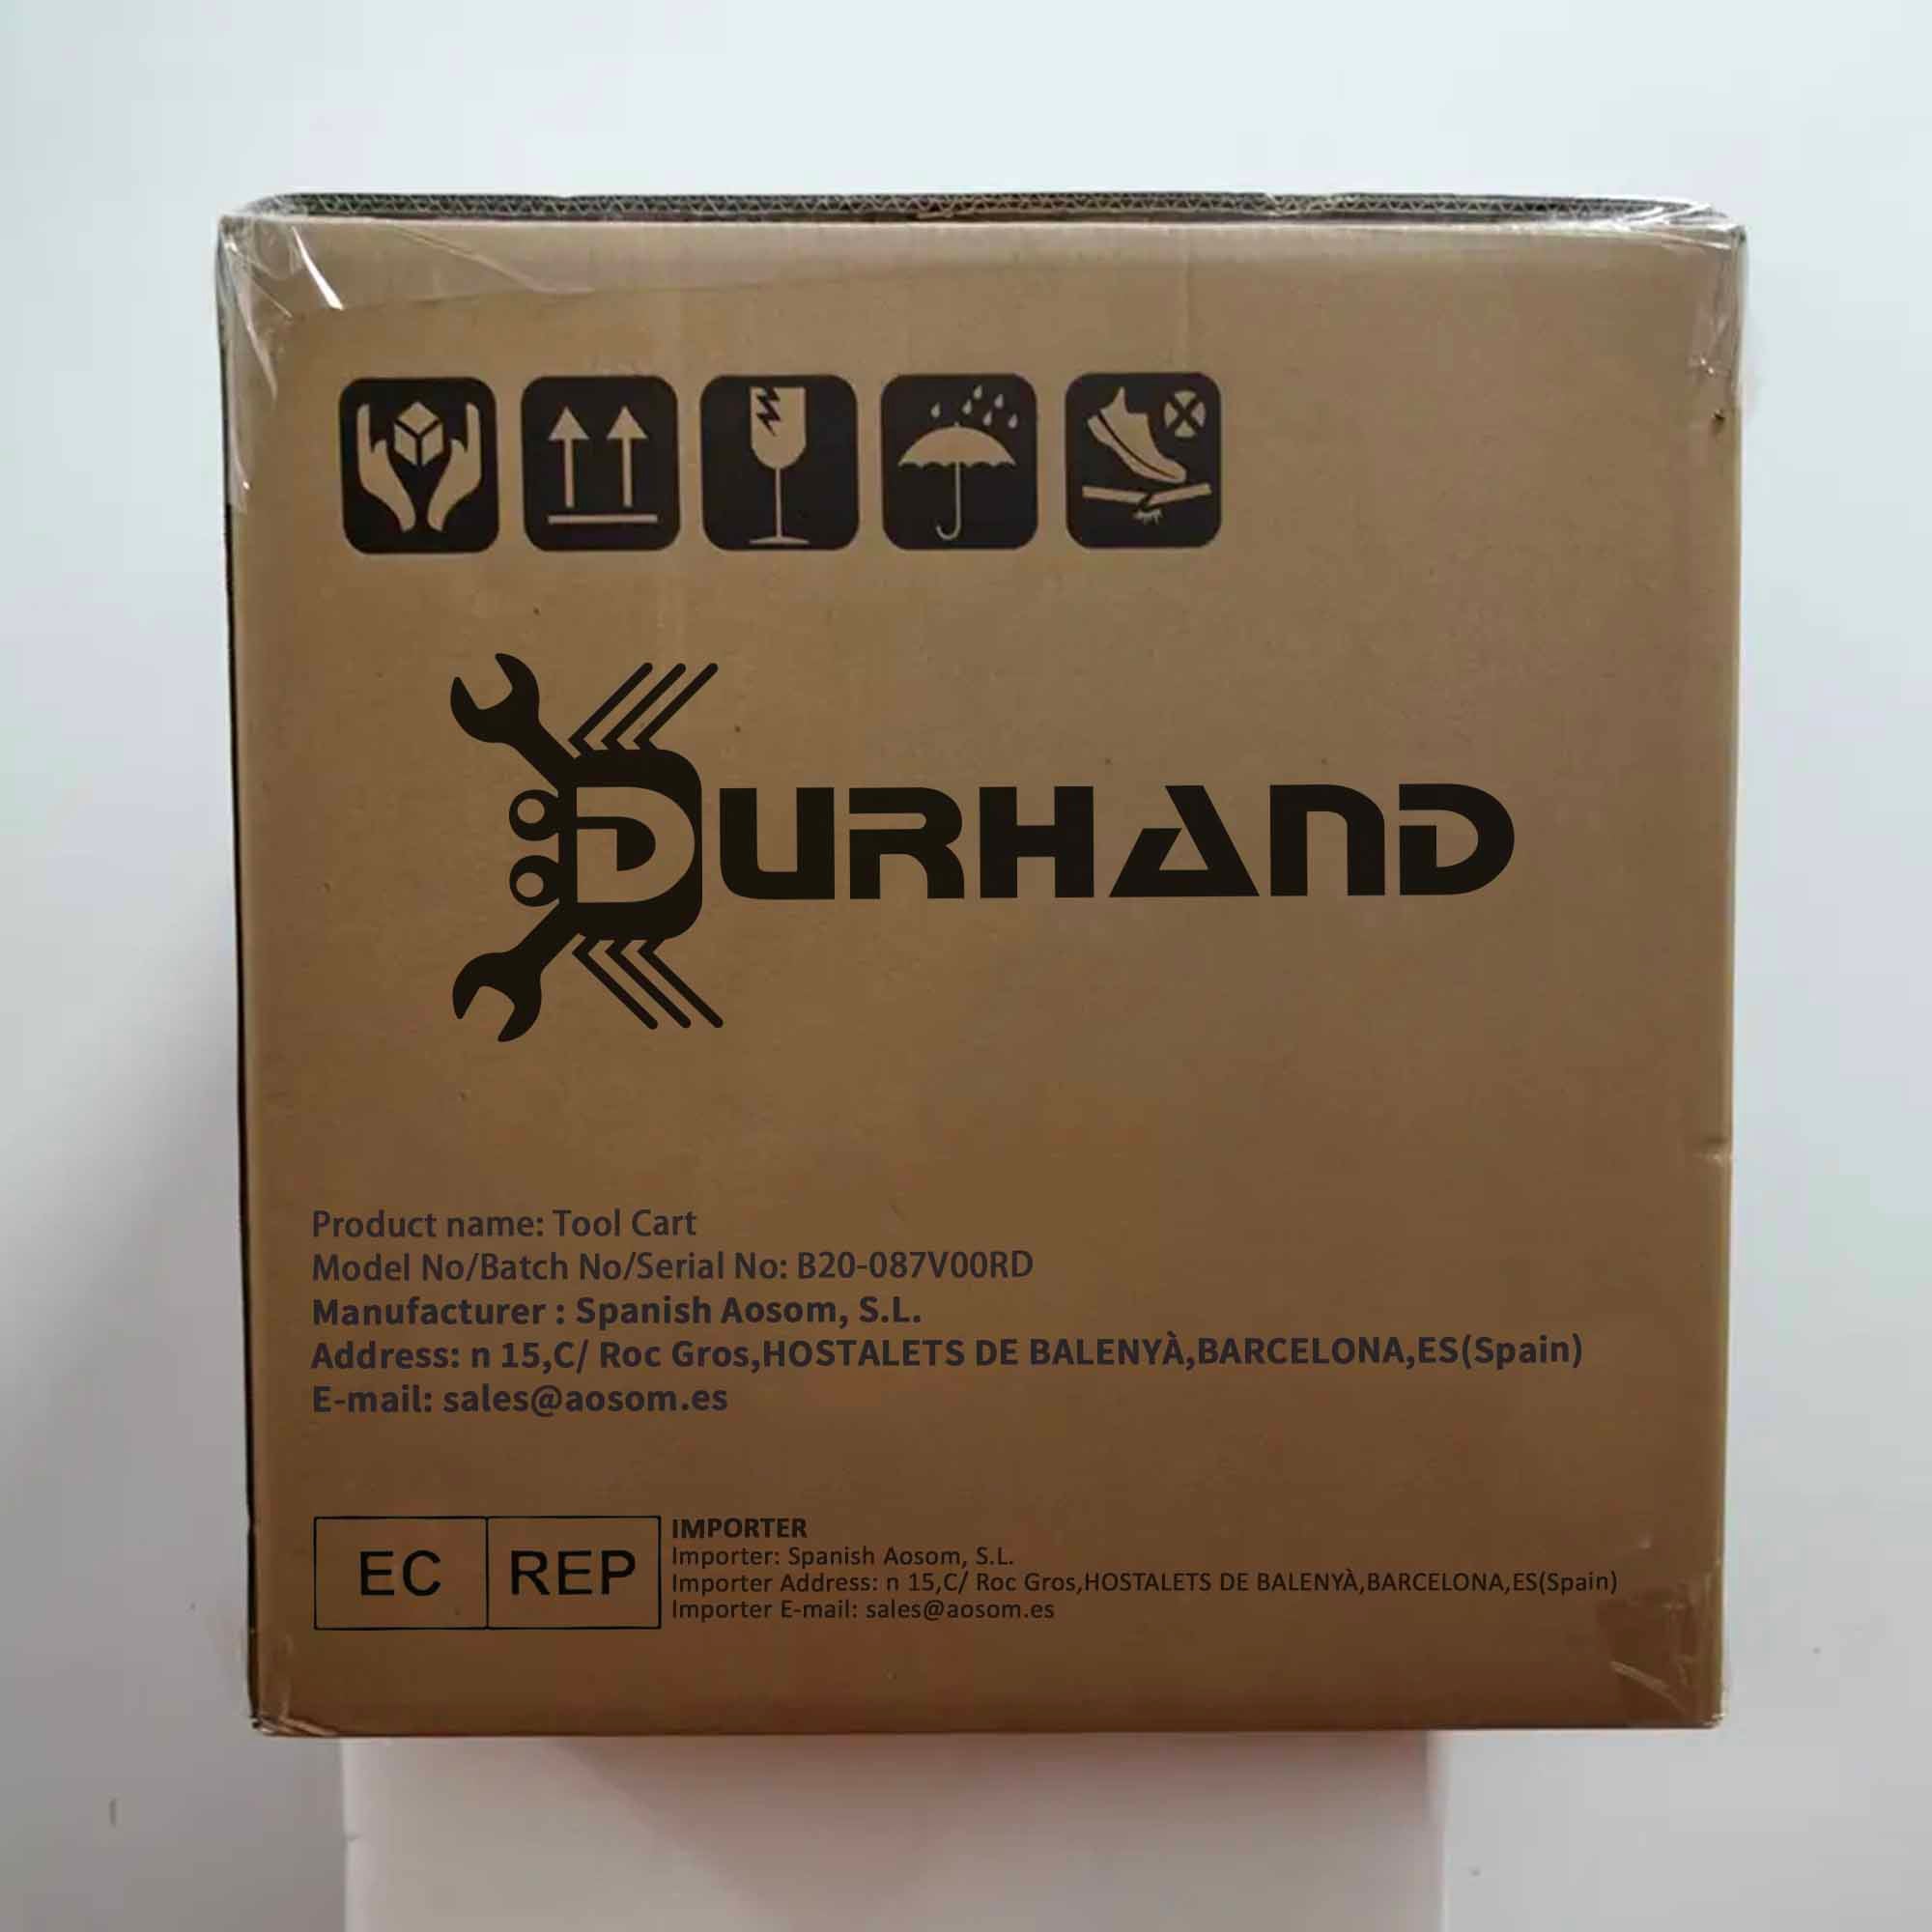 DURHAND
Product name: Tool Cart
Model No/Batch No/Serial No: B20-087V00RD
Manufacturer : Spanish Aosom, S.L.
Address: n 15,C/ Roc Gros,HOSTALETS DE BALENYÀ,BARCELONA,ES(Spain)
E-mail: sales@aosom.es
EC REP
IMPORTER
Importer: Spanish Aosom, S.L.
Importer Address: n 15,C/ Roc Gros,HOSTALETS DE BALENYÀ,BARCELONA,ES(Spain)
Importer E-mail: sales@aosom.es